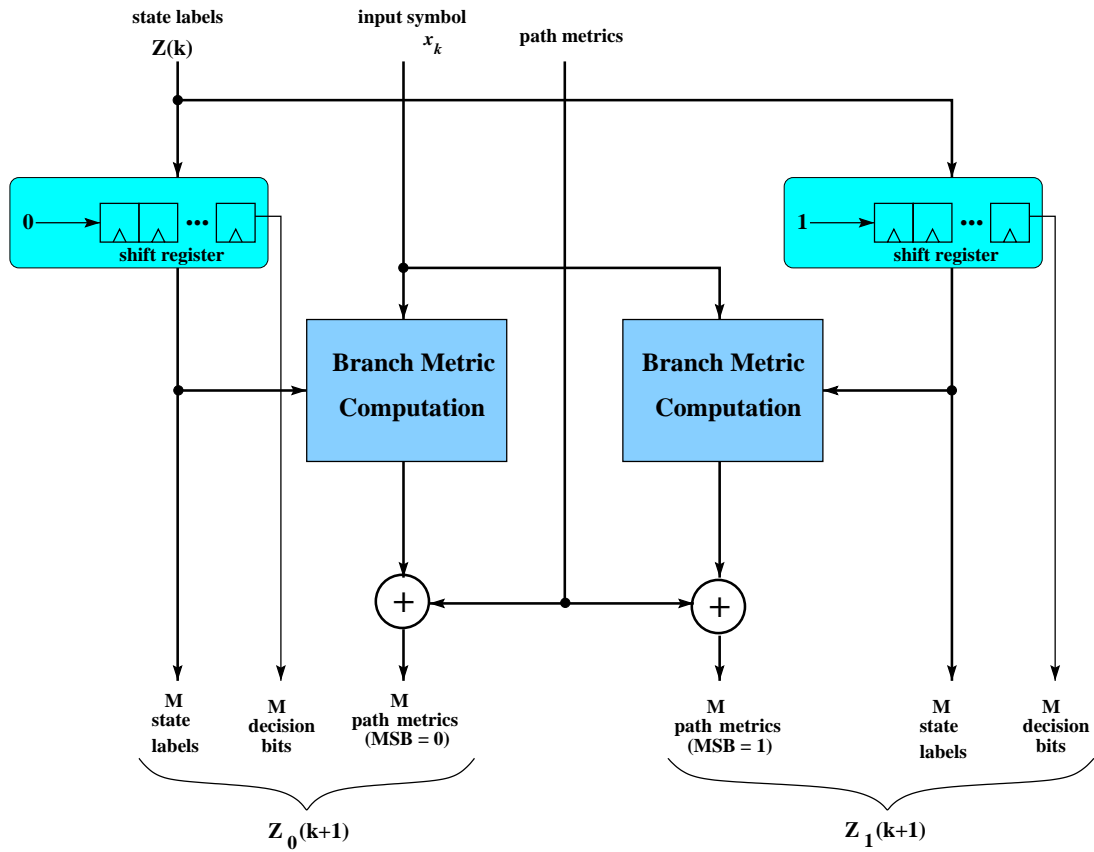 state labels
Z(k)
input symbol
x_k
path metrics
0
...
shift register
1
...
shift register
Branch Metric
Computation
Branch Metric
Computation
+
+
M
state
labels
M
decision
bits
M
path metrics
(MSB = 0)
M
path metrics
(MSB = 1)
M
state
labels
M
decision
bits
Z_0(k+1)
Z_1(k+1)